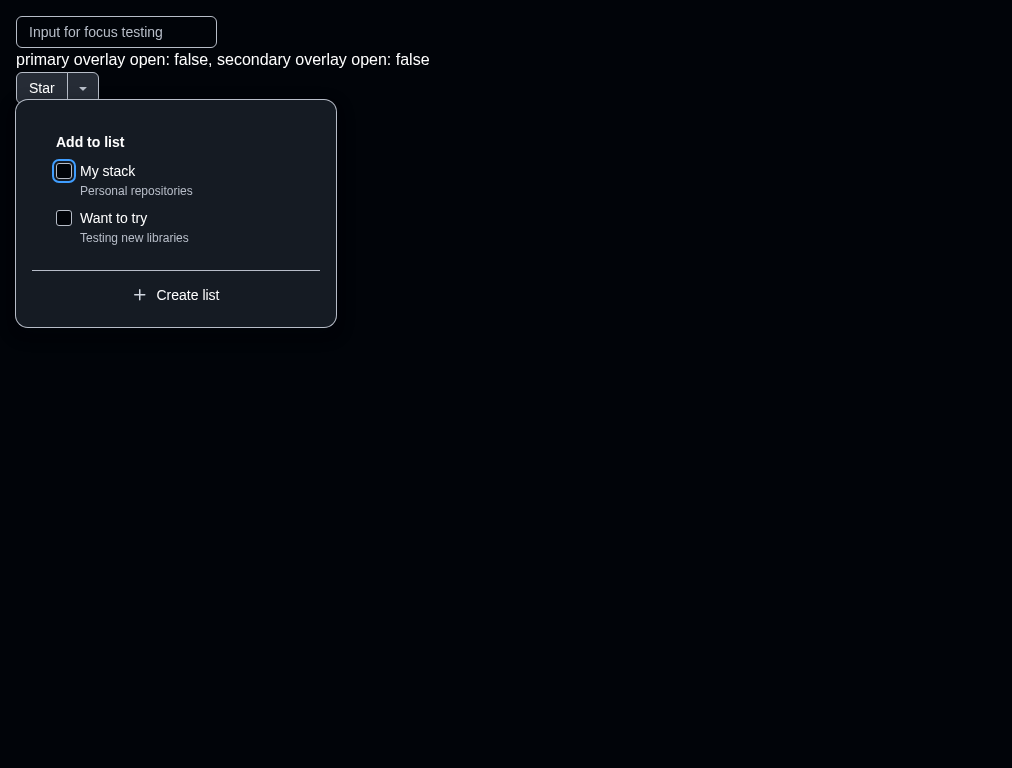 Input for focus testing
primary overlay open: false, secondary overlay open: false
Star
Add to list
My stack
Personal repositories
Want to try
Testing new libraries
Create list